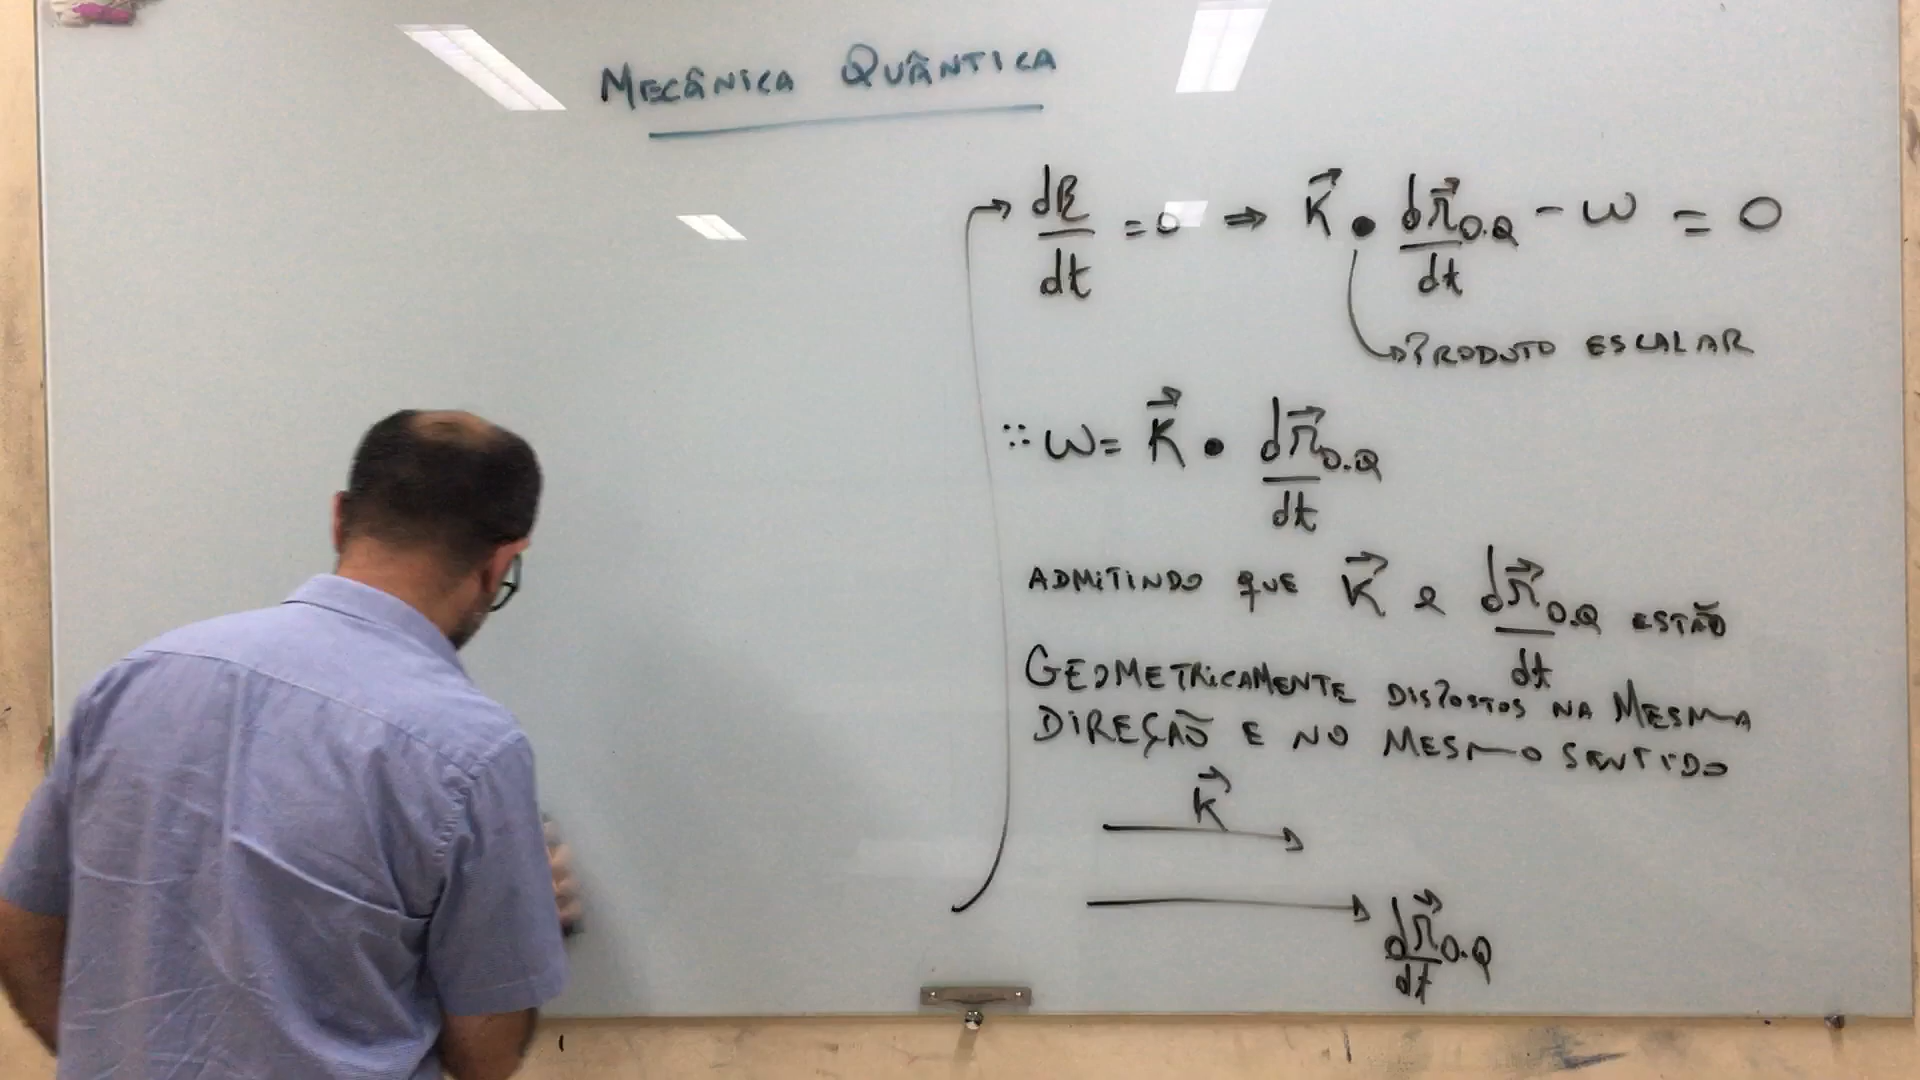 MECÂNICA QUÂNTICA
dR/dt = 0 ⇒ K⃗ • dr⃗O.Q/dt - ω = 0
PRODUTO ESCALAR
∵ ω = K⃗ • dr⃗O.Q/dt
ADMITINDO QUE K⃗ e dr⃗O.Q/dt ESTÃO
GEOMETRICAMENTE DISPOSTOS NA MESMA
DIREÇÃO E NO MESMO SENTIDO
K⃗
dr⃗O.Q/dt